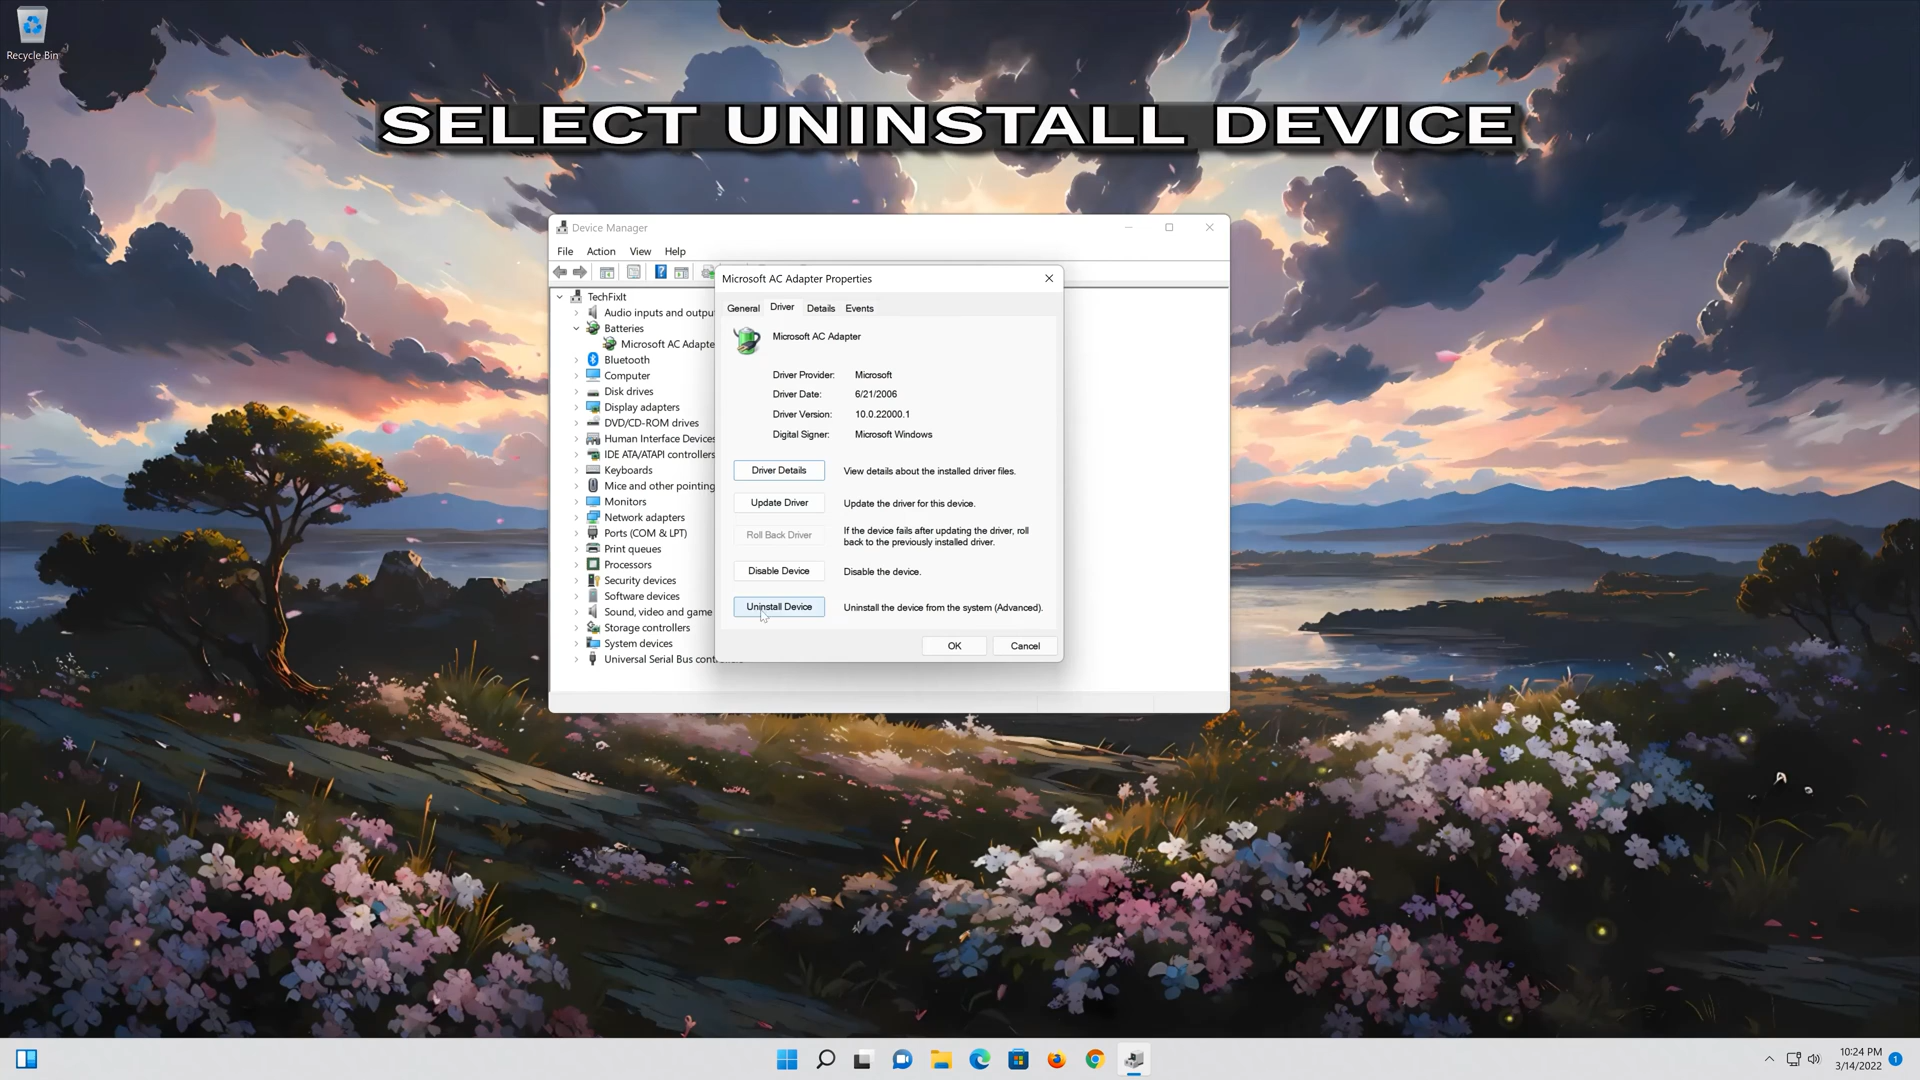 Recycle Bin
SELECT UNINSTALL DEVICE
Device Manager
File Action View Help
Microsoft AC Adapter Properties
General Driver Details Events
TechFixIt
Audio inputs and outpu
Batteries
Microsoft AC Adapte
Bluetooth
Computer
Disk drives
Display adapters
DVD/CD-ROM drives
Human Interface Devices
IDE ATA/ATAPI controllers
Keyboards
Mice and other pointing
Monitors
Network adapters
Ports (COM & LPT)
Print queues
Processors
Security devices
Software devices
Sound, video and game
Storage controllers
System devices
Universal Serial Bus
Microsoft AC Adapter
Driver Provider: Microsoft
Driver Date: 6/21/2006
Driver Version: 10.0.22000.1
Digital Signer: Microsoft Windows
Driver Details View details about the installed driver files.
Update Driver Update the driver for this device.
Roll Back Driver If the device fails after updating the driver, roll
back to the previously installed driver.
Disable Device Disable the device.
Uninstall Device Uninstall the device from the system (Advanced).
OK Cancel
10:24 PM
3/14/2022
1